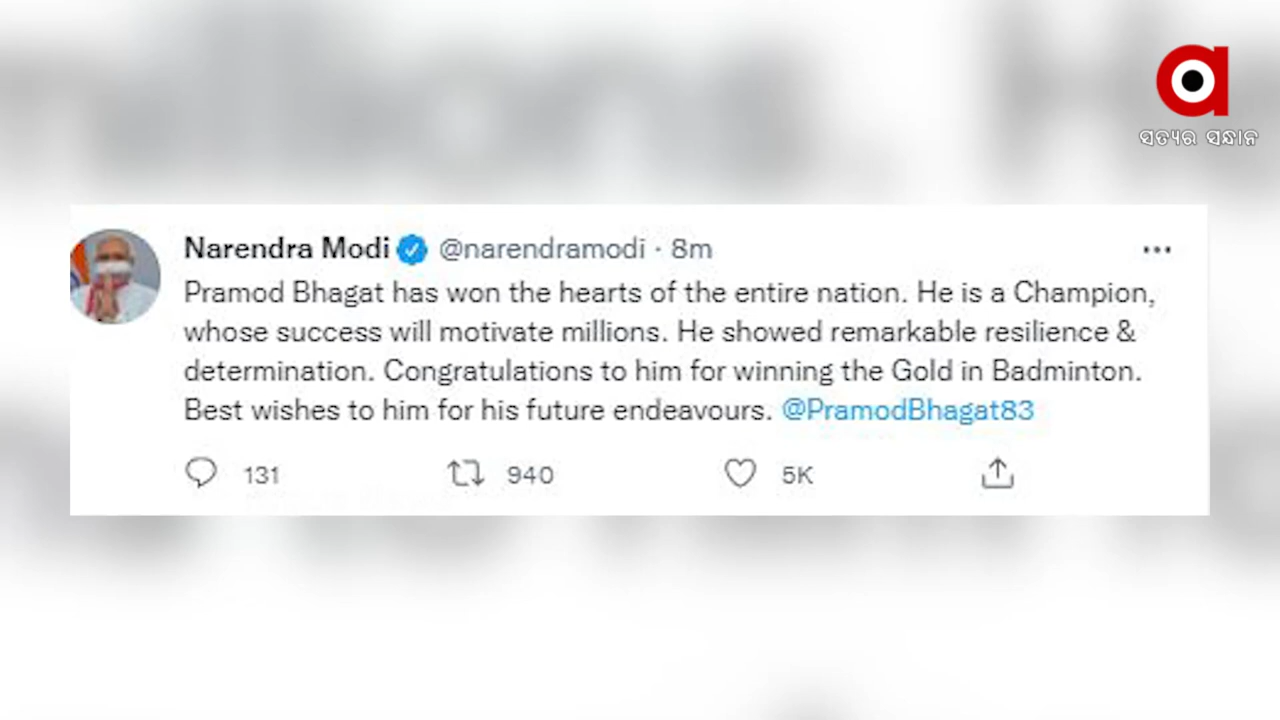 ସତ୍ୟର ସନ୍ଧାନ
Narendra Modi @narendramodi · 8m
Pramod Bhagat has won the hearts of the entire nation. He is a Champion,
whose success will motivate millions. He showed remarkable resilience &
determination. Congratulations to him for winning the Gold in Badminton.
Best wishes to him for his future endeavours. @PramodBhagat83
131 940 5K